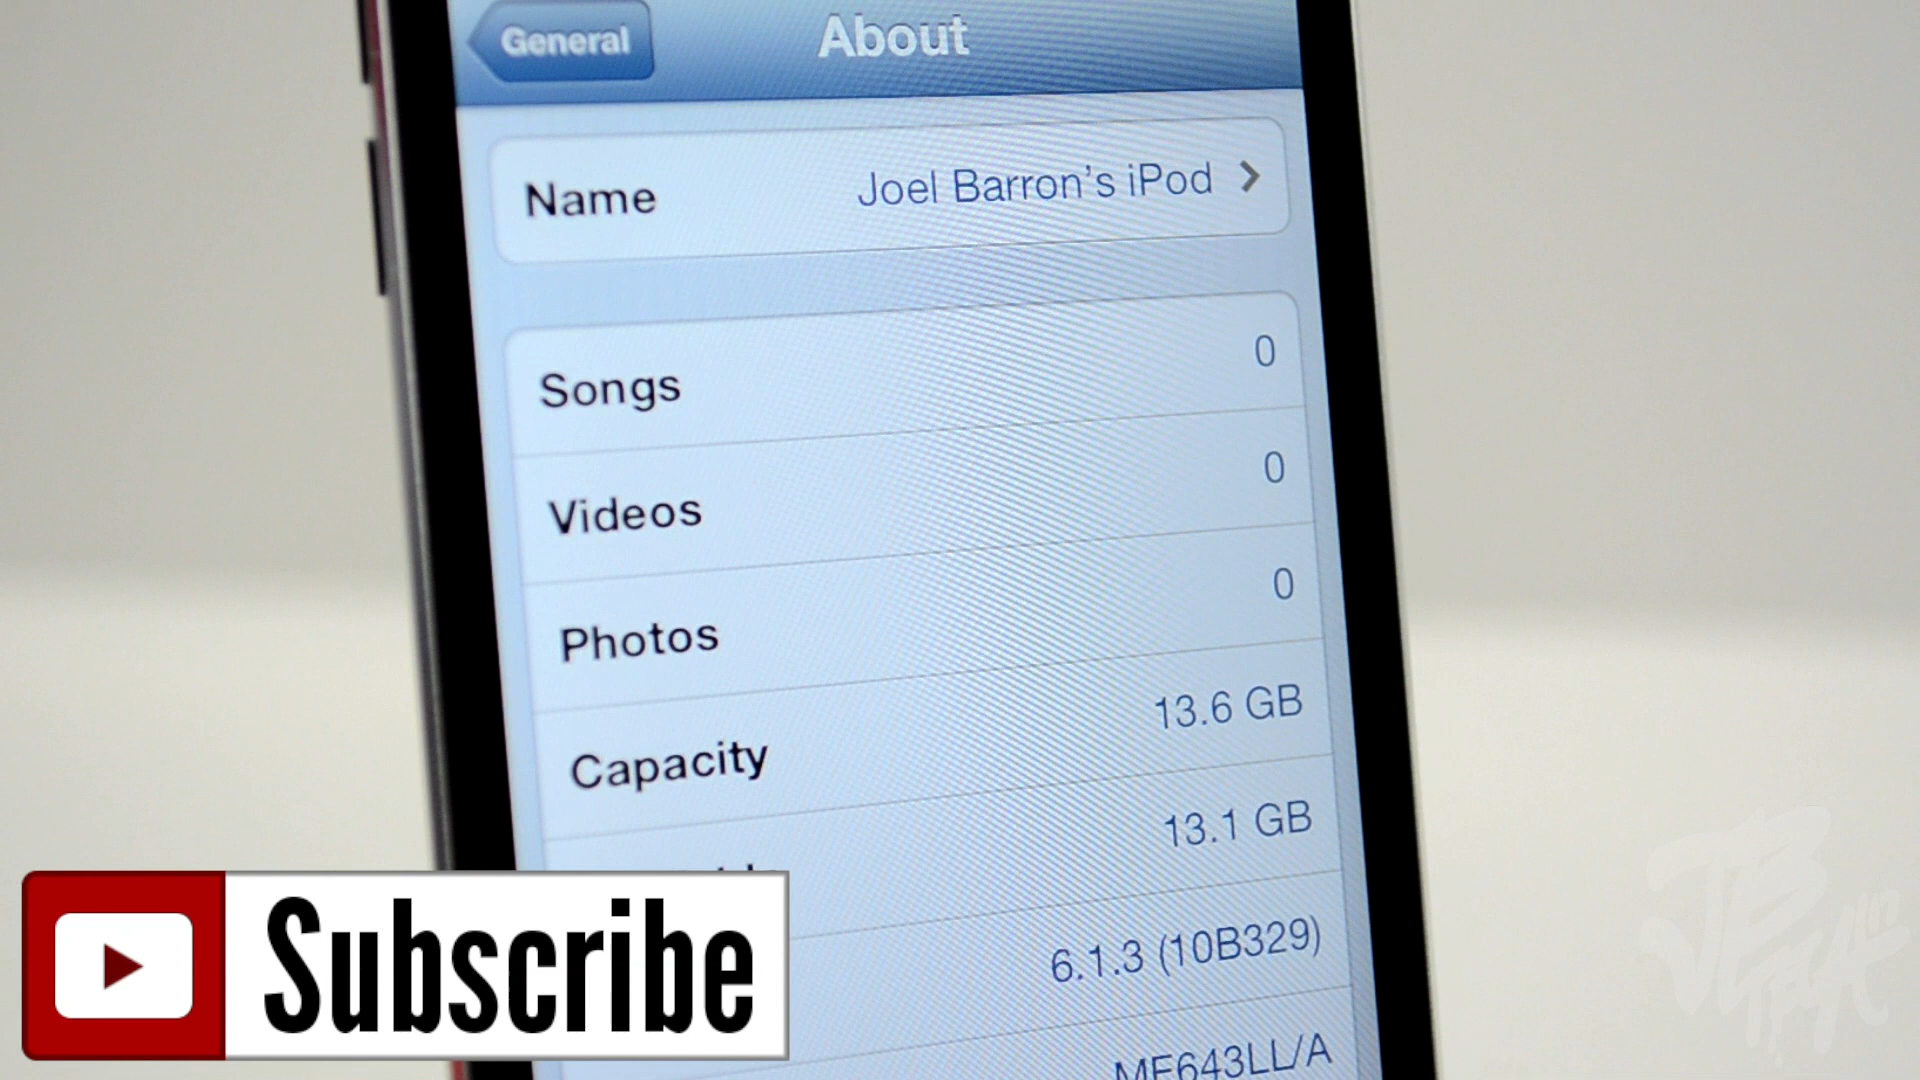 General
About
Name Joel Barron's iPod
Songs 0
Videos 0
Photos 0
Capacity 13.6 GB
13.1 GB
6.1.3 (10B329)
ME643LL/A
Subscribe